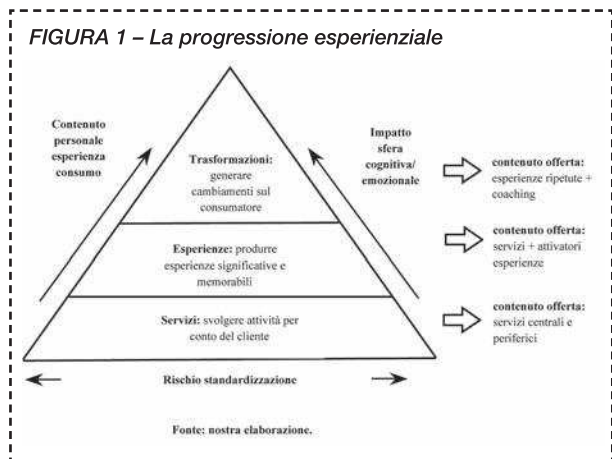 FIGURA 1 – La progressione esperienziale
Contenuto
personale
esperienza
consumo
Impatto
sfera
cognitiva/
emozionale
Trasformazioni:
generare
cambiamenti sul
consumatore
contenuto offerta:
esperienze ripetute +
coaching
Esperienze: produrre
esperienze significative e
memorabili
contenuto offerta:
servizi + attivatori
esperienze
Servizi: svolgere attività per
conto del cliente
contenuto offerta:
servizi centrali e
periferici
Rischio standardizzazione
Fonte: nostra elaborazione.